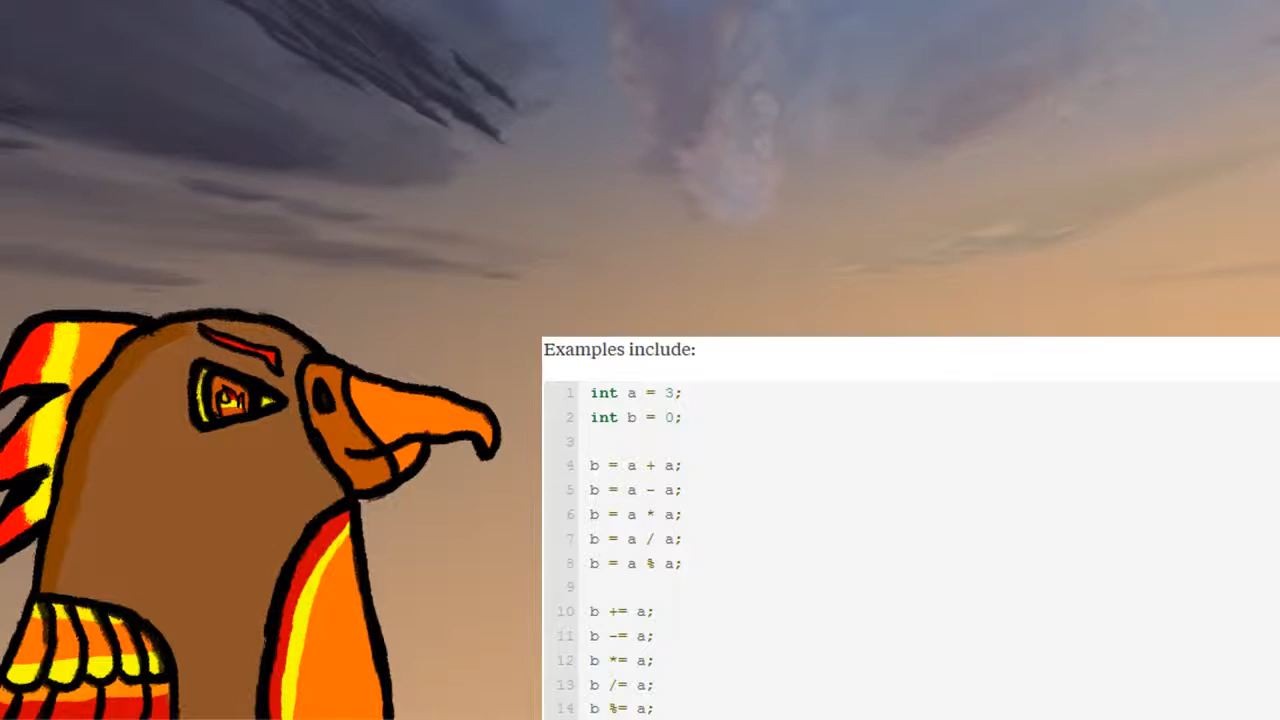 Examples include:
1 int a = 3;
2 int b = 0;
3
4 b = a + a;
5 b = a - a;
6 b = a * a;
7 b = a / a;
8 b = a % a;
9
10 b += a;
11 b -= a;
12 b *= a;
13 b /= a;
14 b %= a;